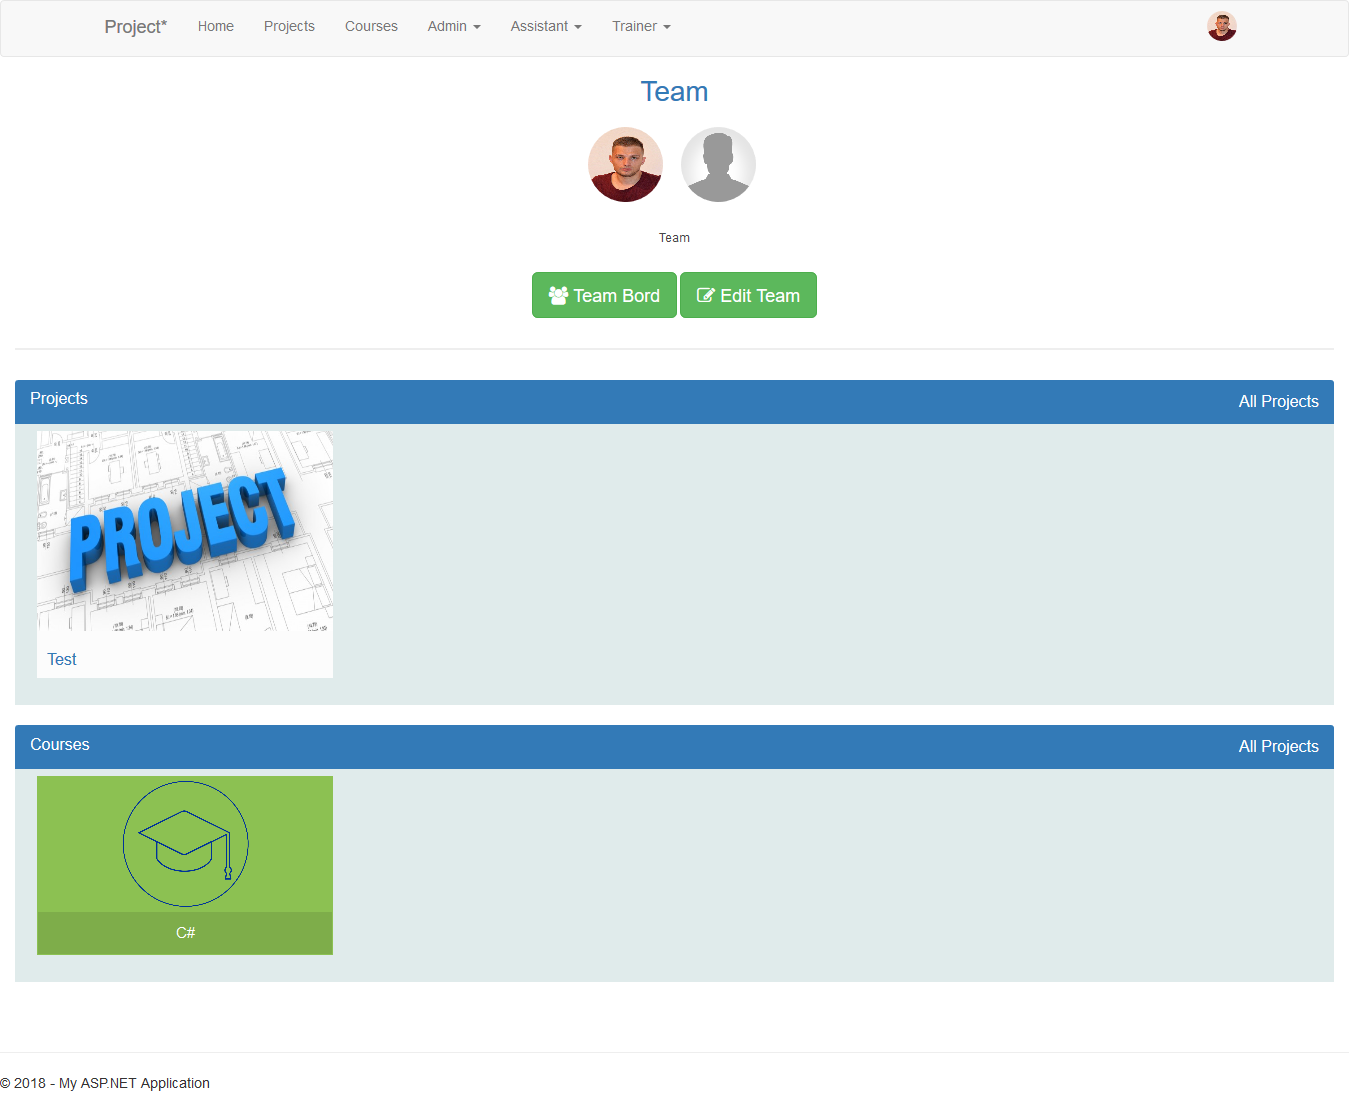 Project* Home Projects Courses Admin Assistant Trainer
Team
Team
Team Bord Edit Team
Projects All Projects
PROJECT
Test
Courses All Projects
C#
© 2018 - My ASP.NET Application